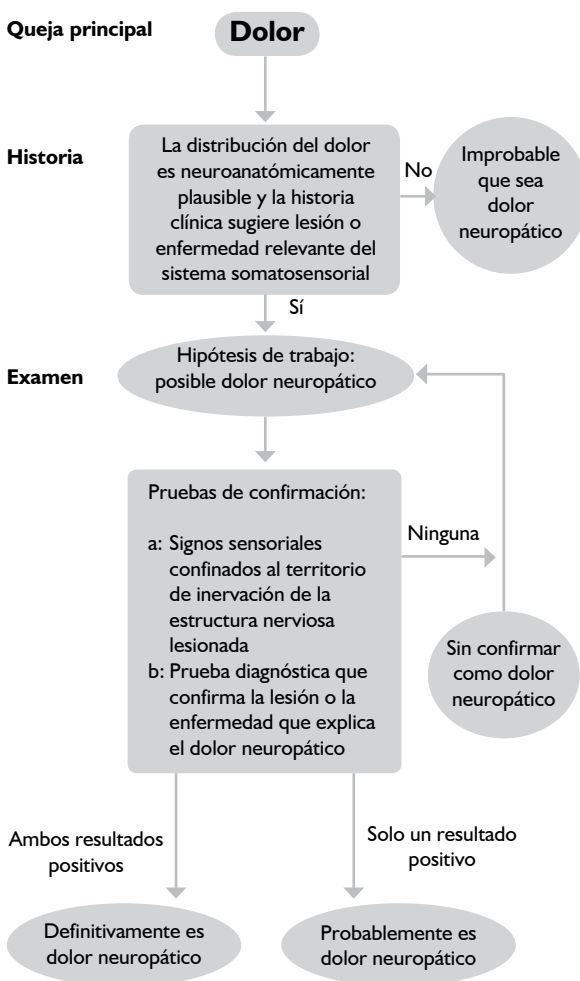 Queja principal
Dolor
Historia
La distribución del dolor
es neuroanatómicamente
plausible y la historia
clínica sugiere lesión o
enfermedad relevante del
sistema somatosensorial
No
Improbable
que sea
dolor
neuropático
Sí
Examen
Hipótesis de trabajo:
posible dolor neuropático
Pruebas de confirmación:
a: Signos sensoriales
confinados al territorio
de inervación de la
estructura nerviosa
lesionada
b: Prueba diagnóstica que
confirma la lesión o la
enfermedad que explica
el dolor neuropático
Ninguna
Sin confirmar
como dolor
neuropático
Ambos resultados
positivos
Solo un resultado
positivo
Definitivamente es
dolor neuropático
Probablemente es
dolor neuropático